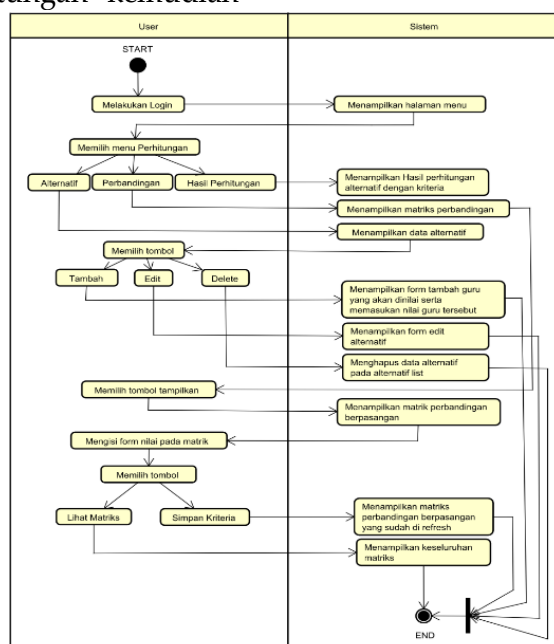 User
Sistem
START
Melakukan Login
Menampilkan halaman menu
Memilih menu Perhitungan
Alternatif
Perbandingan
Hasil Perhitungan
Menampilkan Hasil perhitungan
alternatif dengan kriteria
Menampilkan matriks perbandingan
Menampilkan data alternatif
Memilih tombol
Tambah
Edit
Delete
Menampilkan form tambah guru
yang akan dinilai serta
memasukan nilai guru tersebut
Menampilkan form edit
alternatif
Menghapus data alternatif
pada alternatif list
Memilih tombol tampilkan
Menampilkan matrik perbandingan
berpasangan
Mengisi form nilai pada matrik
Memilih tombol
Lihat Matriks
Simpan Kriteria
Menampilkan matriks
perbandingan berpasangan
yang sudah di refresh
Menampilkan keseluruhan
matriks
END